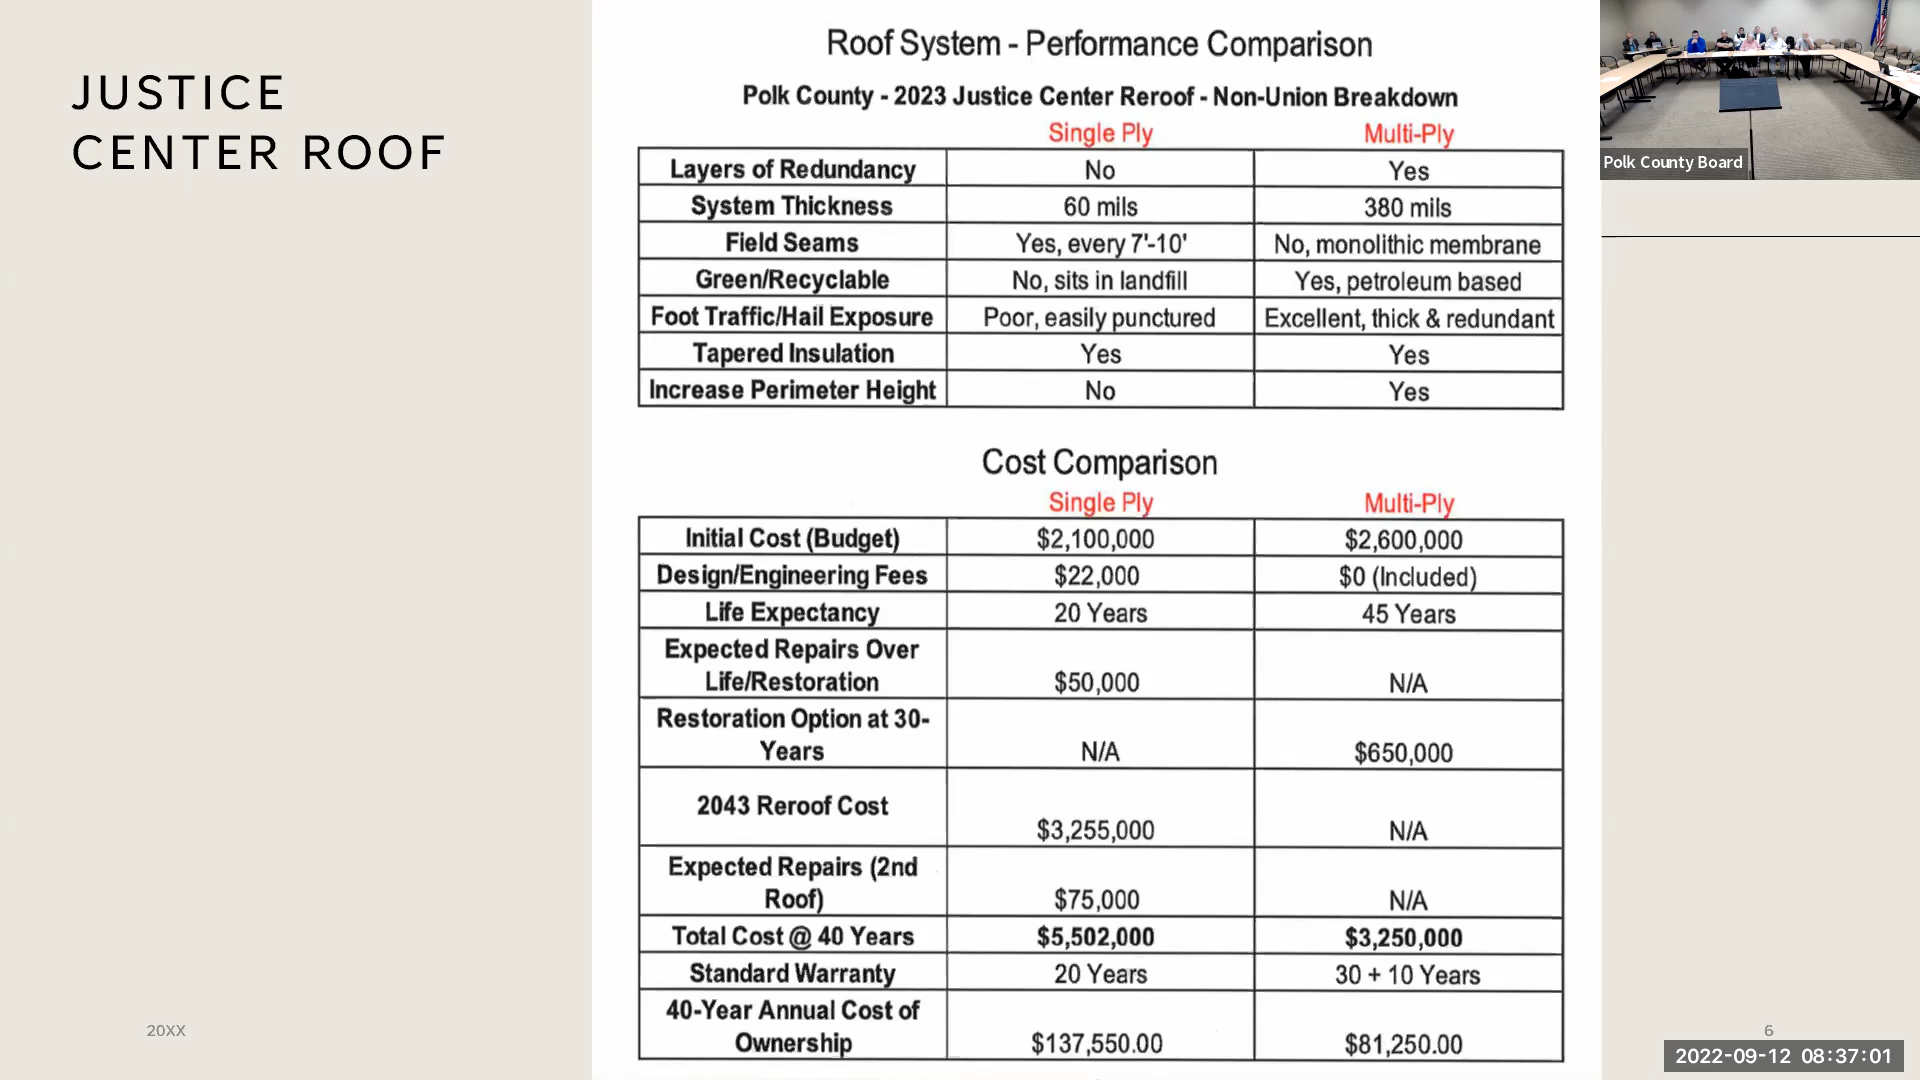 JUSTICE
CENTER ROOF
Roof System - Performance Comparison
Polk County - 2023 Justice Center Reroof - Non-Union Breakdown
Single Ply Multi-Ply
Layers of Redundancy No Yes
System Thickness 60 mils 380 mils
Field Seams Yes, every 7'-10' No, monolithic membrane
Green/Recyclable No, sits in landfill Yes, petroleum based
Foot Traffic/Hail Exposure Poor, easily punctured Excellent, thick & redundant
Tapered Insulation Yes Yes
Increase Perimeter Height No Yes
Cost Comparison
Single Ply Multi-Ply
Initial Cost (Budget) $2,100,000 $2,600,000
Design/Engineering Fees $22,000 $0 (Included)
Life Expectancy 20 Years 45 Years
Expected Repairs Over
Life/Restoration $50,000 N/A
Restoration Option at 30-
Years N/A $650,000
2043 Reroof Cost
$3,255,000 N/A
Expected Repairs (2nd
Roof) $75,000 N/A
Total Cost @ 40 Years $5,502,000 $3,250,000
Standard Warranty 20 Years 30 + 10 Years
40-Year Annual Cost of
Ownership $137,550.00 $81,250.00
Polk County Board
20XX
6
2022-09-12 08:37:01